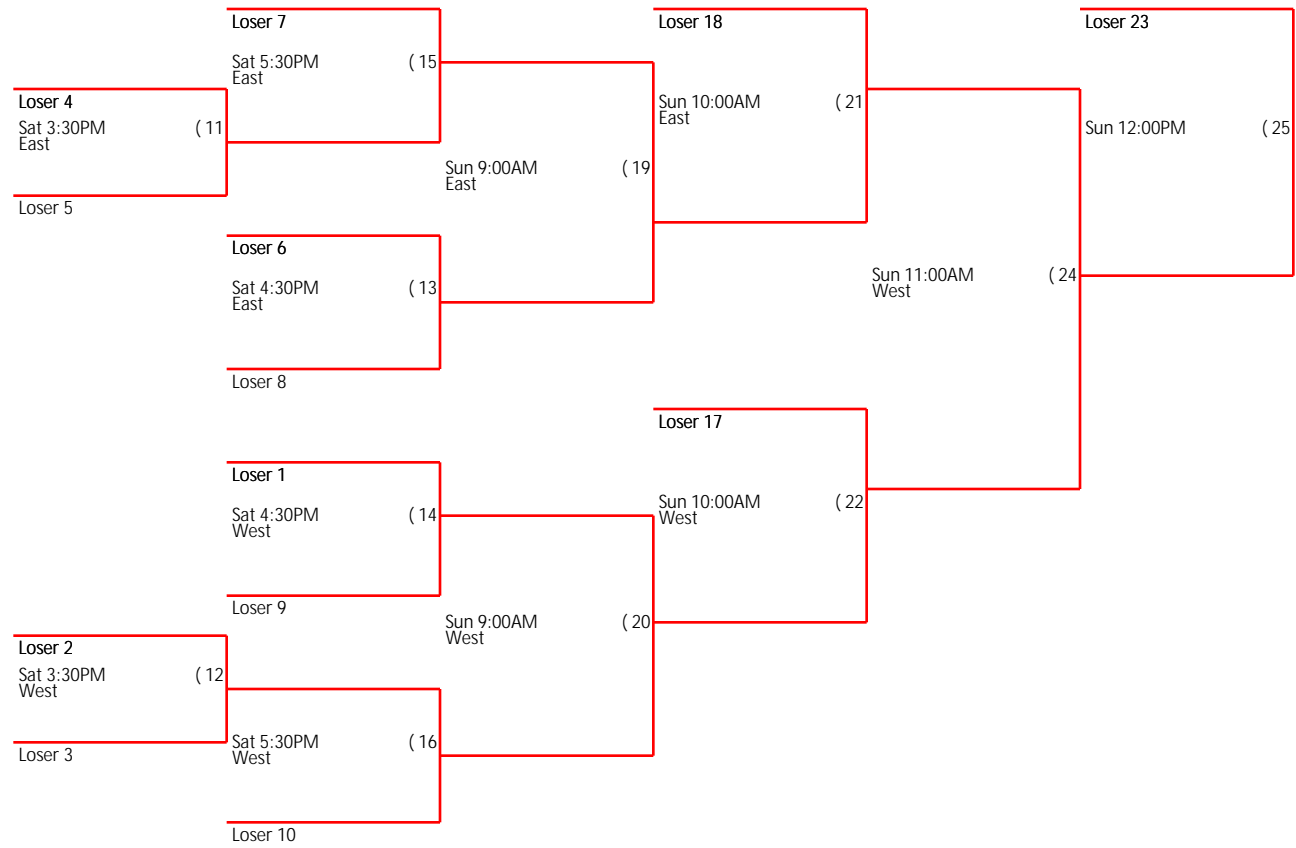 Loser 7
Loser 18
Loser 23
Sat 5:30PM
East
( 15
Loser 4
Sun 10:00AM
East
( 21
Sat 3:30PM
East
( 11
Sun 12:00PM
( 25
Sun 9:00AM
East
( 19
Loser 5
Loser 6
Sat 4:30PM
East
( 13
Sun 11:00AM
West
( 24
Loser 8
Loser 17
Loser 1
Sat 4:30PM
West
( 14
Sun 10:00AM
West
( 22
Loser 9
Sun 9:00AM
West
( 20
Loser 2
Sat 3:30PM
West
( 12
Loser 3
Sat 5:30PM
West
( 16
Loser 10